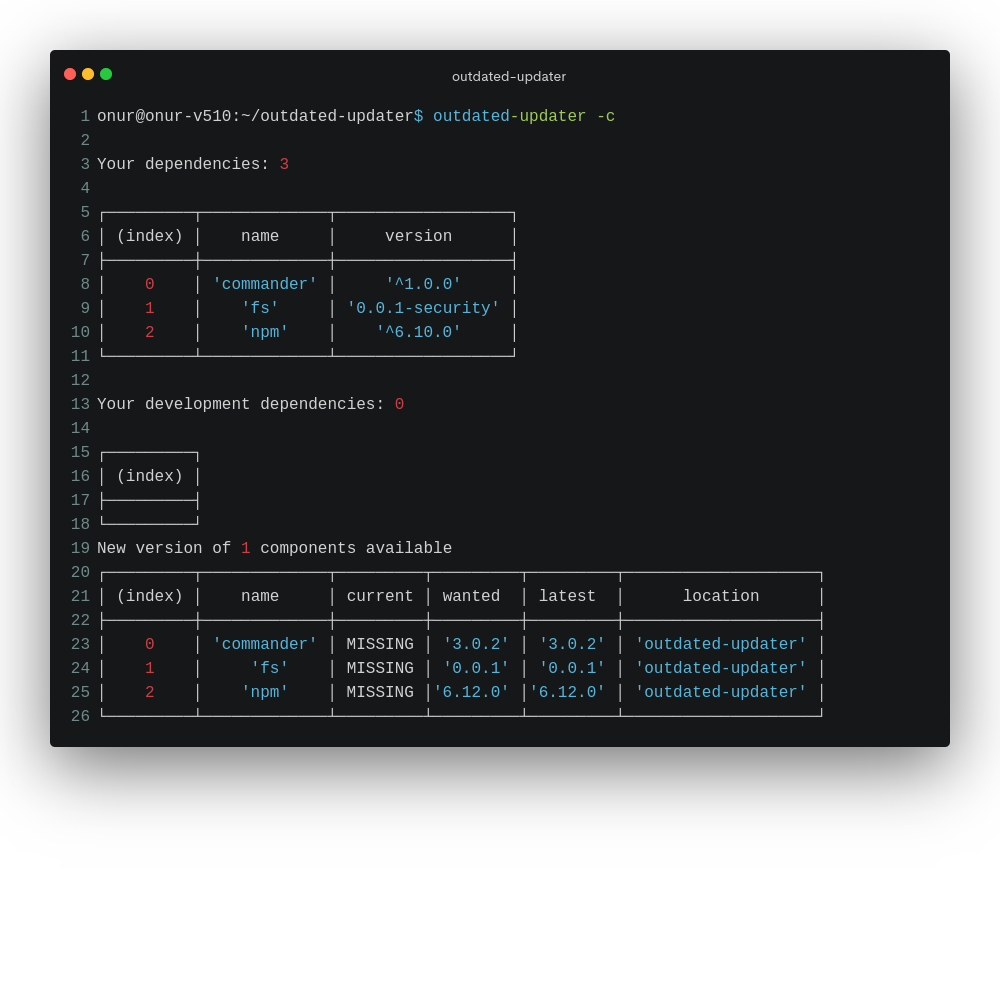 outdated-updater
1 onur@onur-v510:~/outdated-updater$ outdated-updater -c
2
3 Your dependencies: 3
4
5 ┌─────────┬─────────────┬──────────────────┐
6 │ (index) │    name     │     version      │
7 ├─────────┼─────────────┼──────────────────┤
8 │    0    │ 'commander' │     '^1.0.0'     │
9 │    1    │    'fs'     │ '0.0.1-security' │
10 │    2    │    'npm'    │    '^6.10.0'     │
11 └─────────┴─────────────┴──────────────────┘
12
13 Your development dependencies: 0
14
15 ┌─────────┐
16 │ (index) │
17 ├─────────┤
18 └─────────┘
19 New version of 1 components available
20 ┌─────────┬─────────────┬─────────┬─────────┬─────────┬────────────────────┐
21 │ (index) │    name     │ current │ wanted  │ latest  │      location      │
22 ├─────────┼─────────────┼─────────┼─────────┼─────────┼────────────────────┤
23 │    0    │ 'commander' │ MISSING │ '3.0.2' │ '3.0.2' │ 'outdated-updater' │
24 │    1    │     'fs'    │ MISSING │ '0.0.1' │ '0.0.1' │ 'outdated-updater' │
25 │    2    │    'npm'    │ MISSING │'6.12.0' │'6.12.0' │ 'outdated-updater' │
26 └─────────┴─────────────┴─────────┴─────────┴─────────┴────────────────────┘